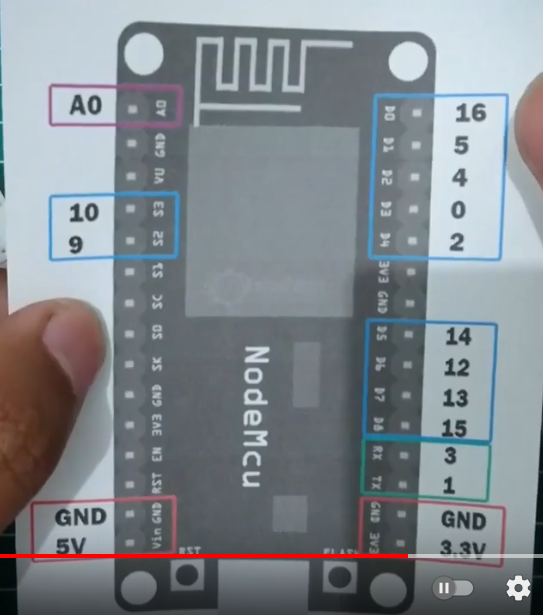 A0
10
9
GND
5V
A0
GND
VU
S3
S2
S1
SC
SO
SK
GND
3V3
EN
RST
GND
Vin
NodeMcu
RST
FLASH
D0
D1
D2
D3
D4
3V3
GND
D5
D6
D7
D8
RX
TX
GND
3V3
16
5
4
0
2
14
12
13
15
3
1
GND
3.3V